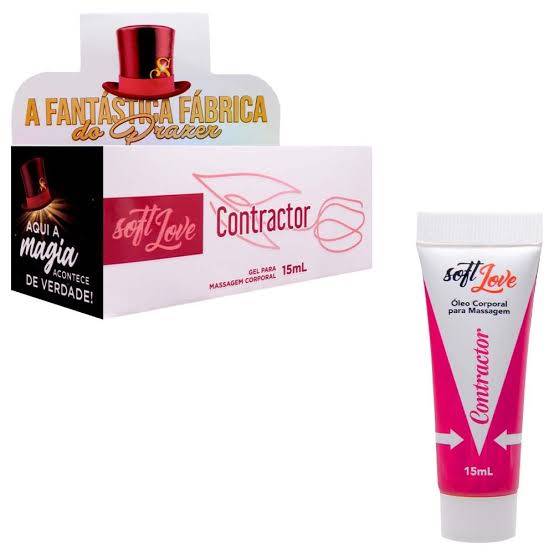 A FANTÁSTICA FÁBRICA
do Prazer
AQUI A
magia
ACONTECE
DE VERDADE!
soft Love
Contractor
GEL PARA
MASSAGEM CORPORAL
15mL
soft Love
Óleo Corporal
para Massagem
Contractor
15mL